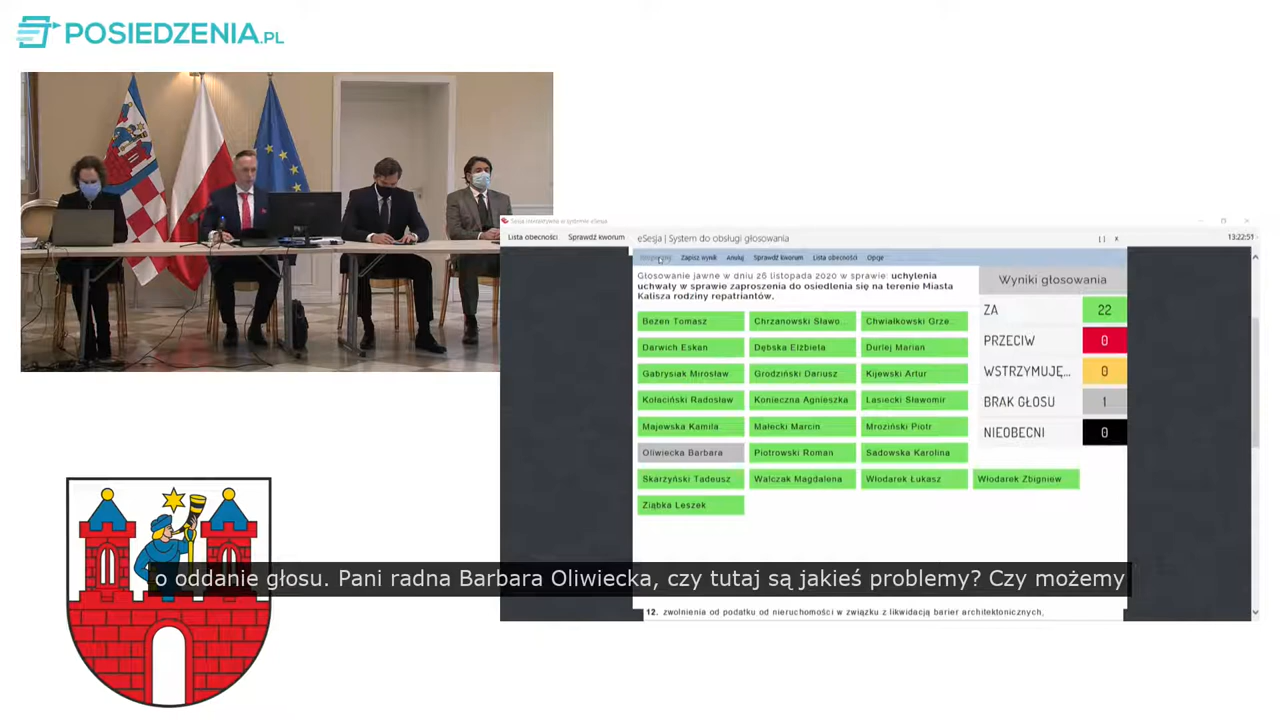 POSIEDZENIA.PL
Sesja interaktywna w systemie eSesja
Lista obecności Sprawdź kworum
eSesja | System do obsługi głosowania
13:22:51
Zapisz wynik Anuluj Sprawdź kworum Lista obecności Opcje
Głosowanie jawne w dniu 26 listopada 2020 w sprawie: uchylenia
uchwały w sprawie zaproszenia do osiedlenia się na terenie Miasta
Kalisza rodziny repatriantów.
Wyniki głosowania
ZA 22
PRZECIW 0
WSTRZYMUJĘ... 0
BRAK GŁOSU 1
NIEOBECNI 0
Bezen Tomasz Chrzanowski Sławo... Chwiałkowski Grze...
Darwich Eskan Dębska Elżbieta Durlej Marian
Gabrysiak Mirosław Grodziński Dariusz Kijewski Artur
Kołaciński Radosław Konieczna Agnieszka Lasiecki Sławomir
Majewska Kamila Małecki Marcin Mroziński Piotr
Oliwiecka Barbara Piotrowski Roman Sadowska Karolina
Skarżyński Tadeusz Walczak Magdalena Włodarek Łukasz Włodarek Zbigniew
Ziąbka Leszek
o oddanie głosu. Pani radna Barbara Oliwiecka, czy tutaj są jakieś problemy? Czy możemy
12. zwolnienia od podatku od nieruchomości w związku z likwidacją barier architektonicznych,